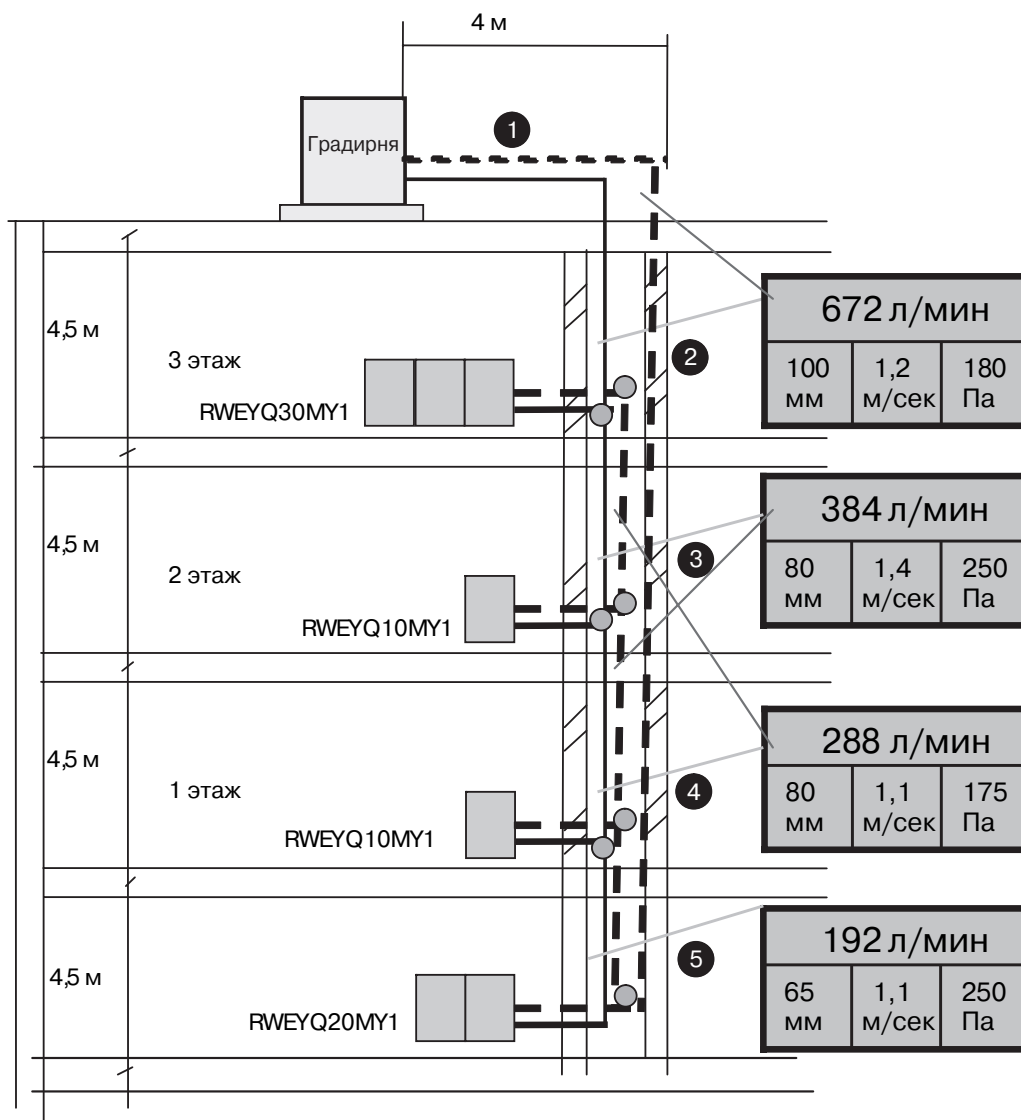 4 м
1
Градирня
672 л/мин
100 мм
1,2 м/сек
180 Па
4,5 м
3 этаж
2
RWEYQ30MY1
384 л/мин
80 мм
1,4 м/сек
250 Па
4,5 м
2 этаж
3
RWEYQ10MY1
288 л/мин
80 мм
1,1 м/сек
175 Па
4,5 м
1 этаж
4
RWEYQ10MY1
192 л/мин
65 мм
1,1 м/сек
250 Па
5
4,5 м
RWEYQ20MY1